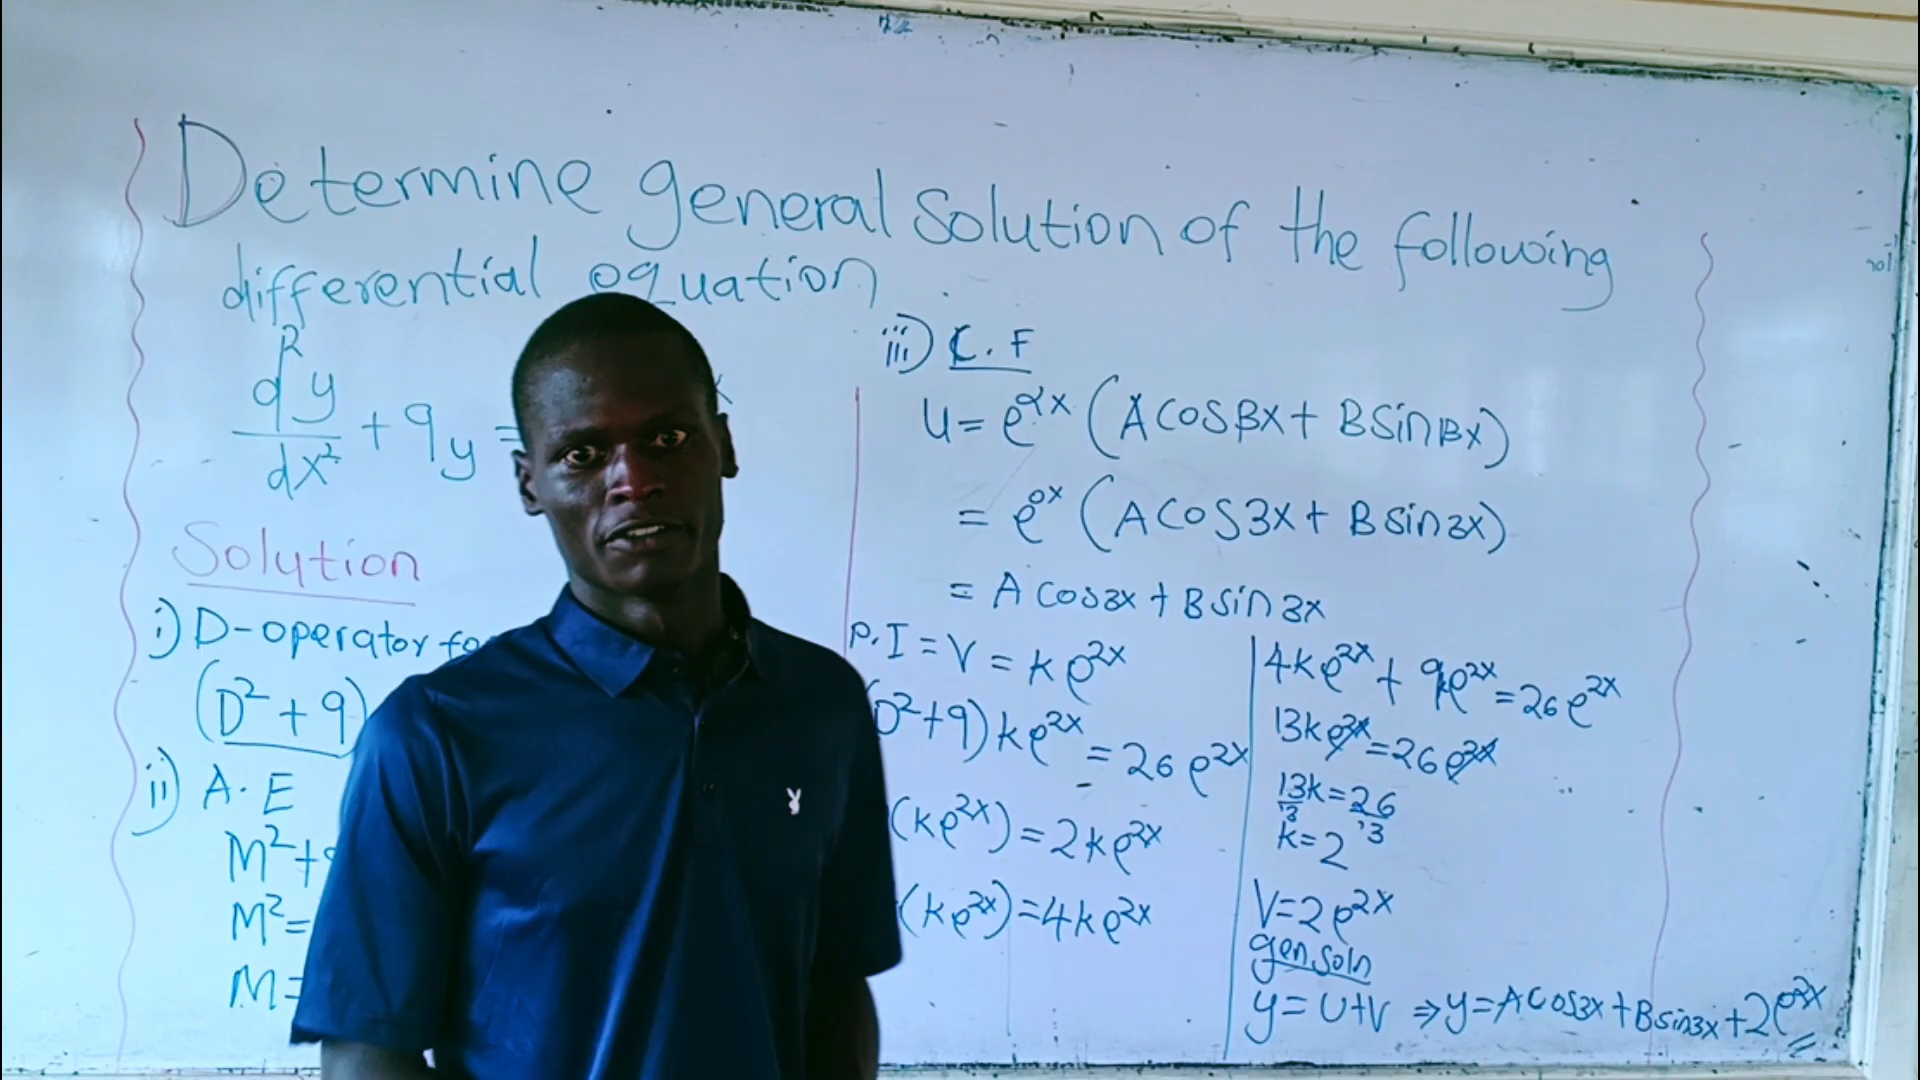 Determine general solution of the following
differential equation
d²y/dx² + 9y =
Solution
i) D-operator
(D² + 9)
ii) A.E
M² +
M² =
M =
iii) C.F
U = e^αx (A cos βx + B sin βx)
= e^0x (A cos 3x + B sin 3x)
= A cos 3x + B sin 3x
P.I = V = ke^2x
D² + 9) ke^2x = 26e^2x
(ke^2x) = 2ke^2x
(ke^2x) = 4ke^2x
4ke^2x + 9ke^2x = 26e^2x
13ke^2x = 26e^2x
13k/13 = 26/13
k = 2
V = 2e^2x
gen soln
y = U+V ⇒ y = A cos 3x + B sin 3x + 2e^2x